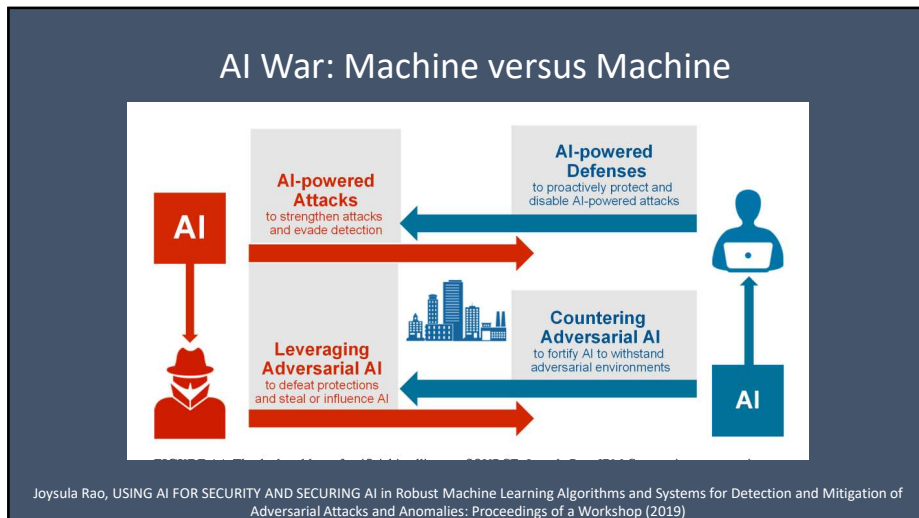 AI War: Machine versus Machine
AI
AI-powered
Attacks
to strengthen attacks
and evade detection
AI-powered
Defenses
to proactively protect and
disable AI-powered attacks
Leveraging
Adversarial AI
to defeat protections
and steal or influence AI
Countering
Adversarial AI
to fortify AI to withstand
adversarial environments
AI
Joysula Rao, USING AI FOR SECURITY AND SECURING AI in Robust Machine Learning Algorithms and Systems for Detection and Mitigation of
Adversarial Attacks and Anomalies: Proceedings of a Workshop (2019)